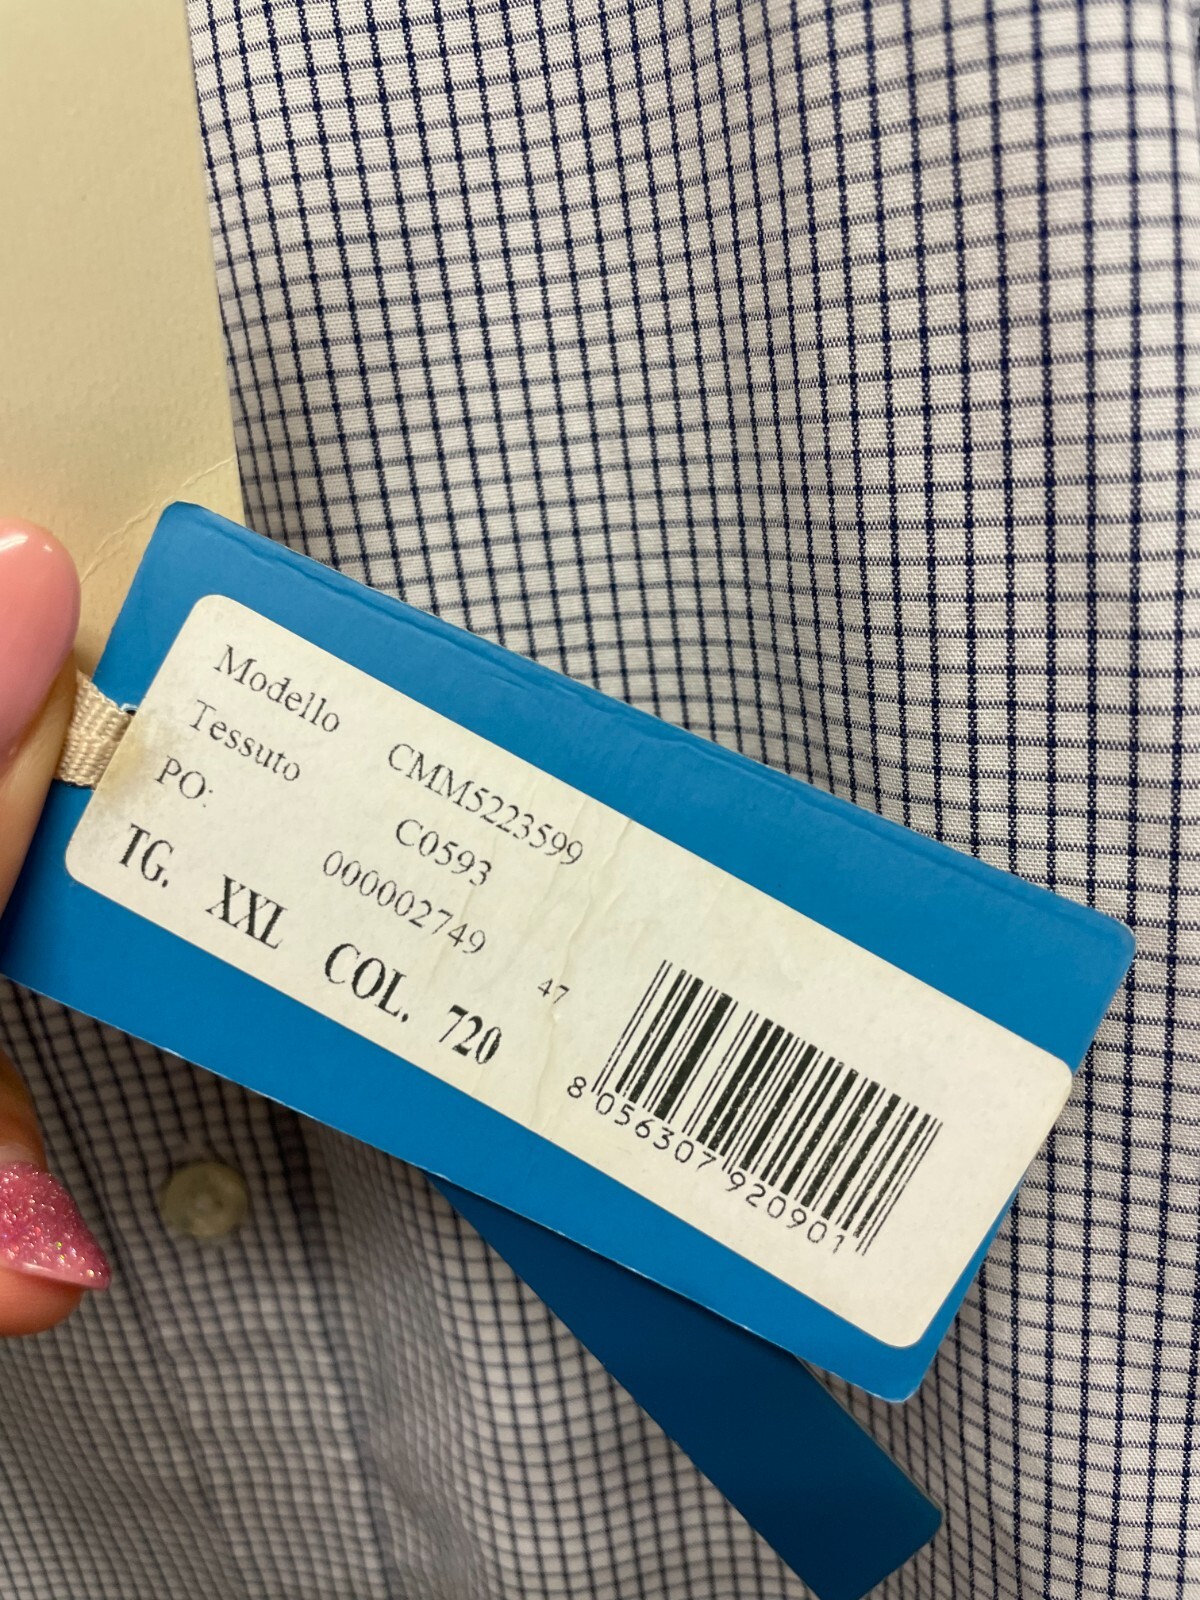 Modello CMM5223599
Tessuto C0593
PO: 000002749
47
TG. XXL COL. 720
8 056307 920901